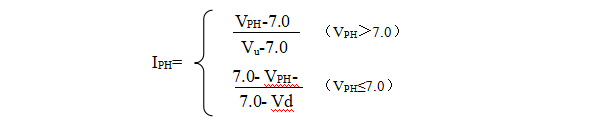 VPH-7.0 (VPH>7.0)
Vu-7.0
IPH=
7.0- VPH- (VPH≤7.0)
7.0- Vd